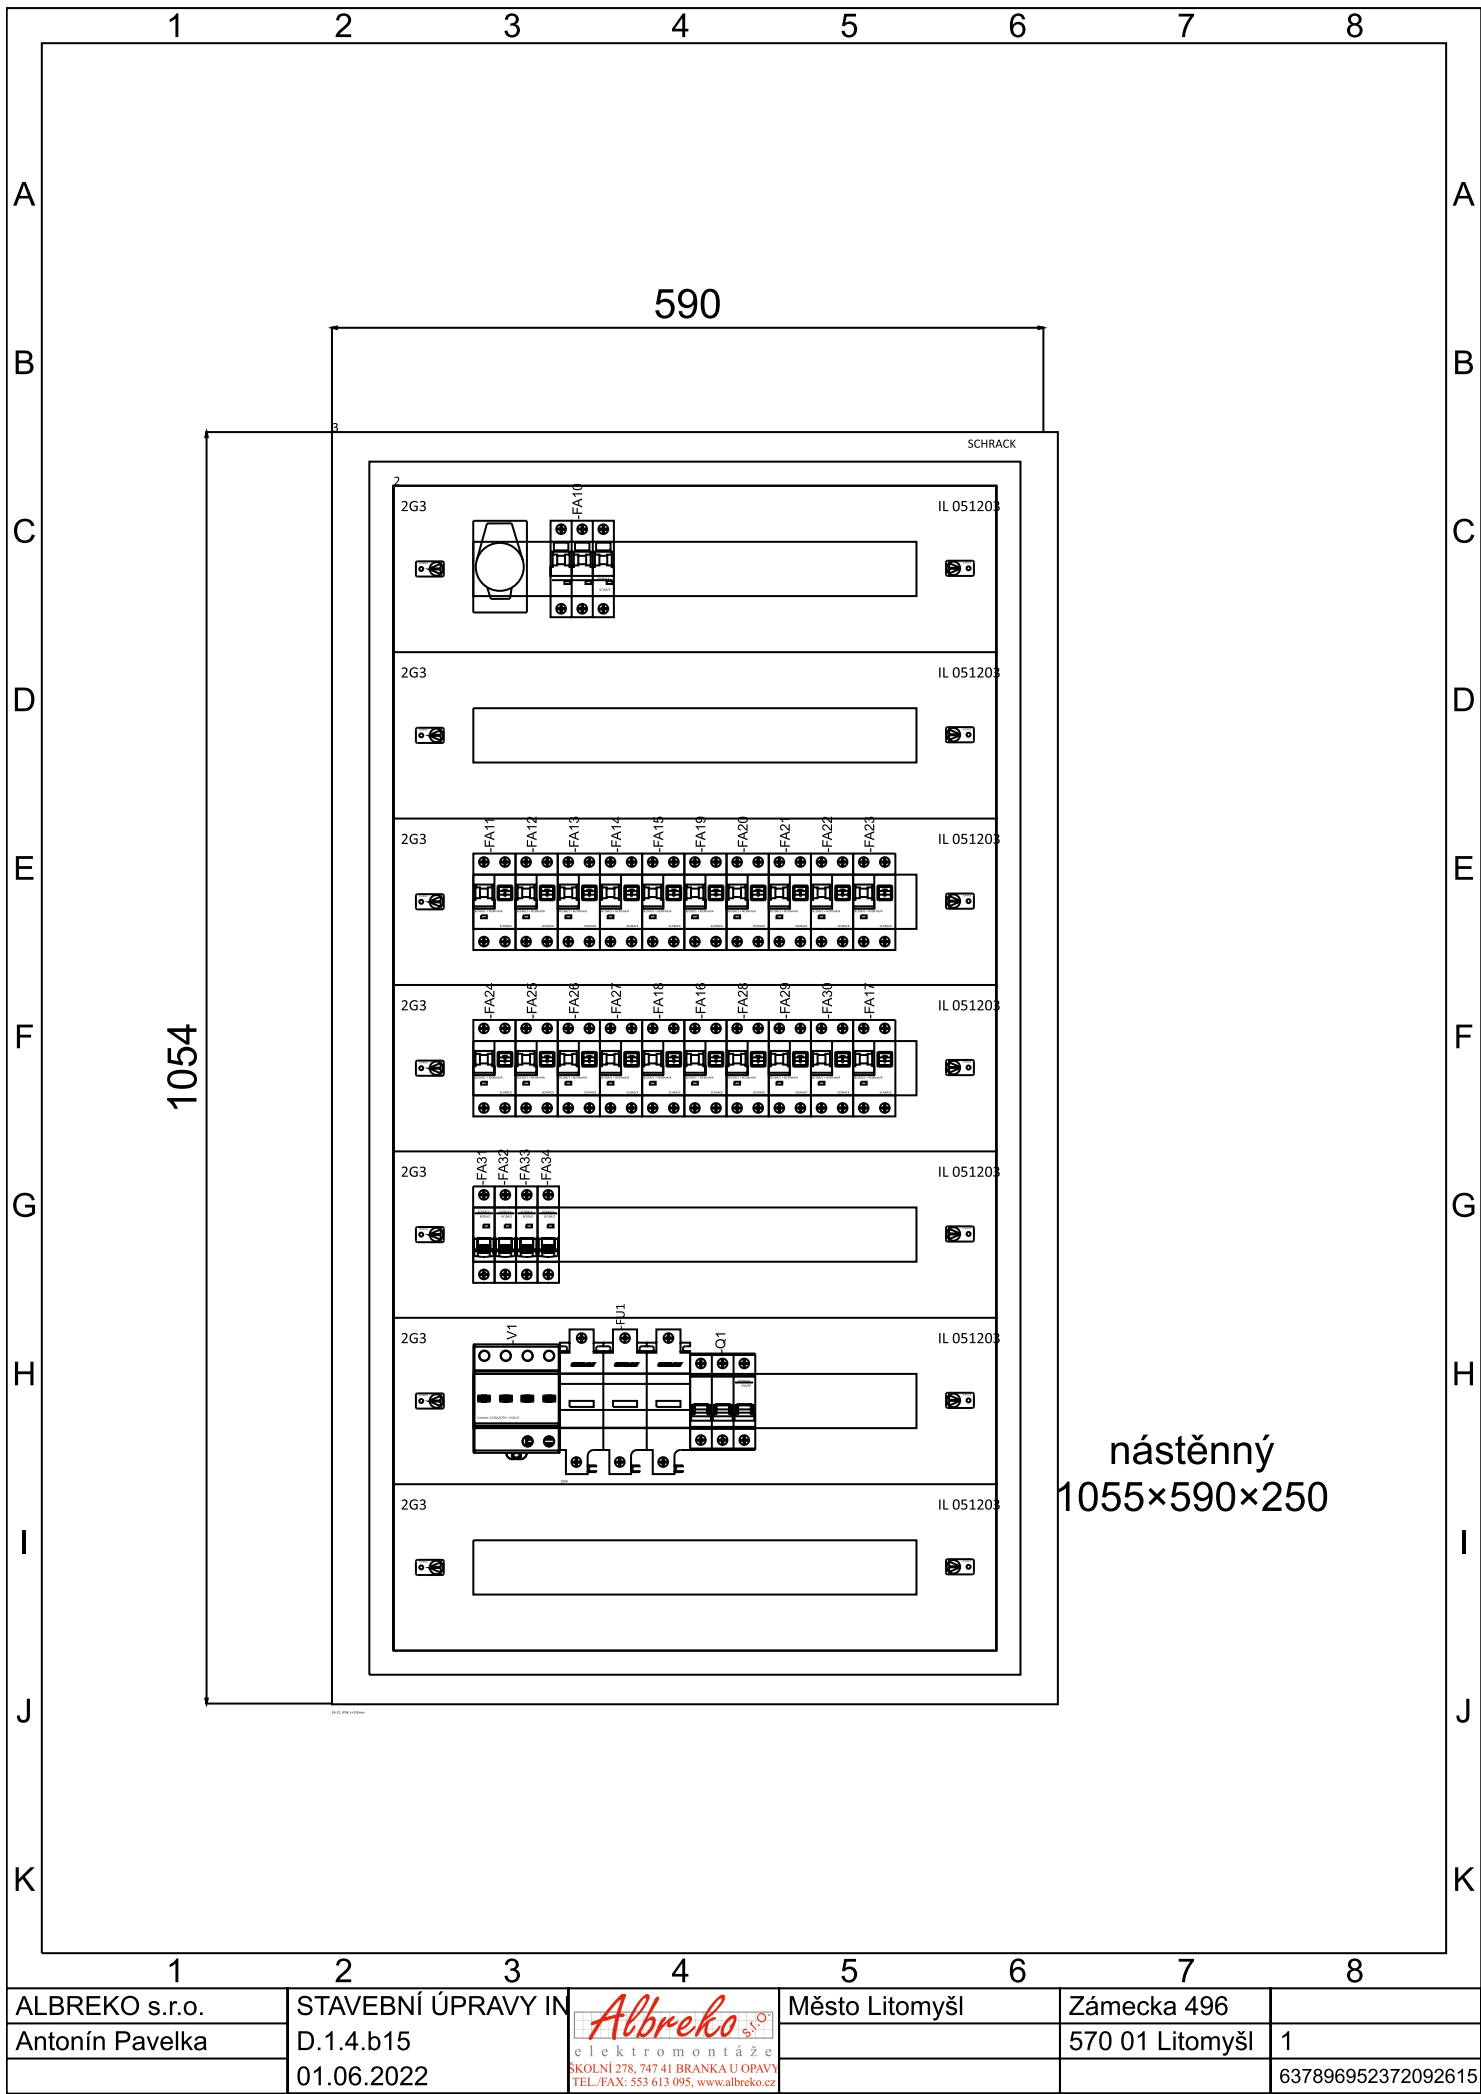 1 2 3 4 5 6 7 8
A A
590
B B
3
SCHRACK
2
2G3 -FA10 IL 051203
C C
2G3 IL 051203
D D
2G3 -FA11 -FA12 -FA13 -FA14 -FA15 -FA19 -FA20 -FA21 -FA22 -FA23 IL 051203
E E
2G3 -FA24 -FA25 -FA26 -FA27 -FA18 -FA16 -FA28 -FA29 -FA30 -FA17 IL 051203
F F
1054
2G3 -FA31 -FA32 -FA33 -FA34 IL 051203
G G
2G3 -V1 -FU1 -Q1 IL 051203
H H
nástěnný
1055×590×250
2G3 IL 051203
I I
J J
K K
1 2 3 4 5 6 7 8
ALBREKO s.r.o.
Antonín Pavelka
STAVEBNÍ ÚPRAVY IN
D.1.4.b15
01.06.2022
Albreko s.r.o.
elektromontáže
ŠKOLNÍ 278, 747 41 BRANKA U OPAVY
TEL./FAX: 553 613 095, www.albreko.cz
Město Litomyšl
Zámecka 496
570 01 Litomyšl
1
637896952372092615